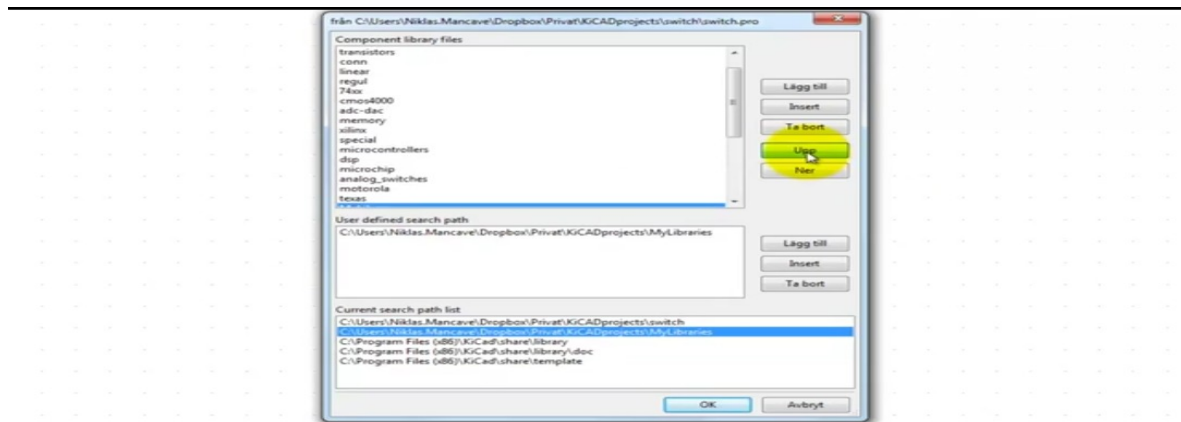 från C:\Users\Niklas.Mancave\Dropbox\Privat\KiCADprojects\switch\switch.pro
Component library files
transistors
conn
linear
regul
74xx
cmos4000
adc-dac
memory
xilinx
special
microcontrollers
dsp
microchip
analog_switches
motorola
texas
Lägg till
Insert
Ta bort
Upp
Ner
User defined search path
C:\Users\Niklas.Mancave\Dropbox\Privat\KiCADprojects\MyLibraries
Lägg till
Insert
Ta bort
Current search path list
C:\Users\Niklas.Mancave\Dropbox\Privat\KiCADprojects\switch
C:\Users\Niklas.Mancave\Dropbox\Privat\KiCADprojects\MyLibraries
C:\Program Files (x86)\KiCad\share\library
C:\Program Files (x86)\KiCad\share\library\doc
C:\Program Files (x86)\KiCad\share\template
OK
Avbryt